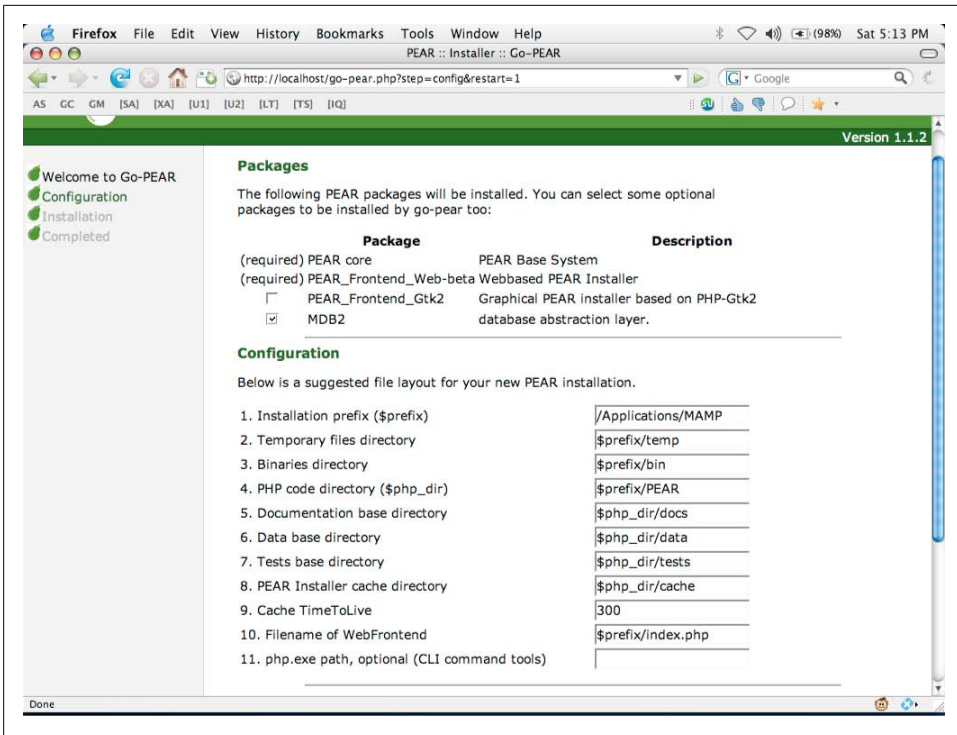 Firefox File Edit View History Bookmarks Tools Window Help (98%) Sat 5:13 PM
PEAR :: Installer :: Go-PEAR
http://localhost/go-pear.php?step=config&restart=1 G Google
AS GC GM [SA] [XA] [U1] [U2] [LT] [TS] [IQ]
Version 1.1.2
Welcome to Go-PEAR
Configuration
Installation
Completed
Packages
The following PEAR packages will be installed. You can select some optional
packages to be installed by go-pear too:
Package Description
(required) PEAR core PEAR Base System
(required) PEAR_Frontend_Web-beta Webbased PEAR Installer
PEAR_Frontend_Gtk2 Graphical PEAR installer based on PHP-Gtk2
MDB2 database abstraction layer.
Configuration
Below is a suggested file layout for your new PEAR installation.
1. Installation prefix ($prefix) /Applications/MAMP
2. Temporary files directory $prefix/temp
3. Binaries directory $prefix/bin
4. PHP code directory ($php_dir) $prefix/PEAR
5. Documentation base directory $php_dir/docs
6. Data base directory $php_dir/data
7. Tests base directory $php_dir/tests
8. PEAR Installer cache directory $php_dir/cache
9. Cache TimeToLive 300
10. Filename of WebFrontend $prefix/index.php
11. php.exe path, optional (CLI command tools)
Done